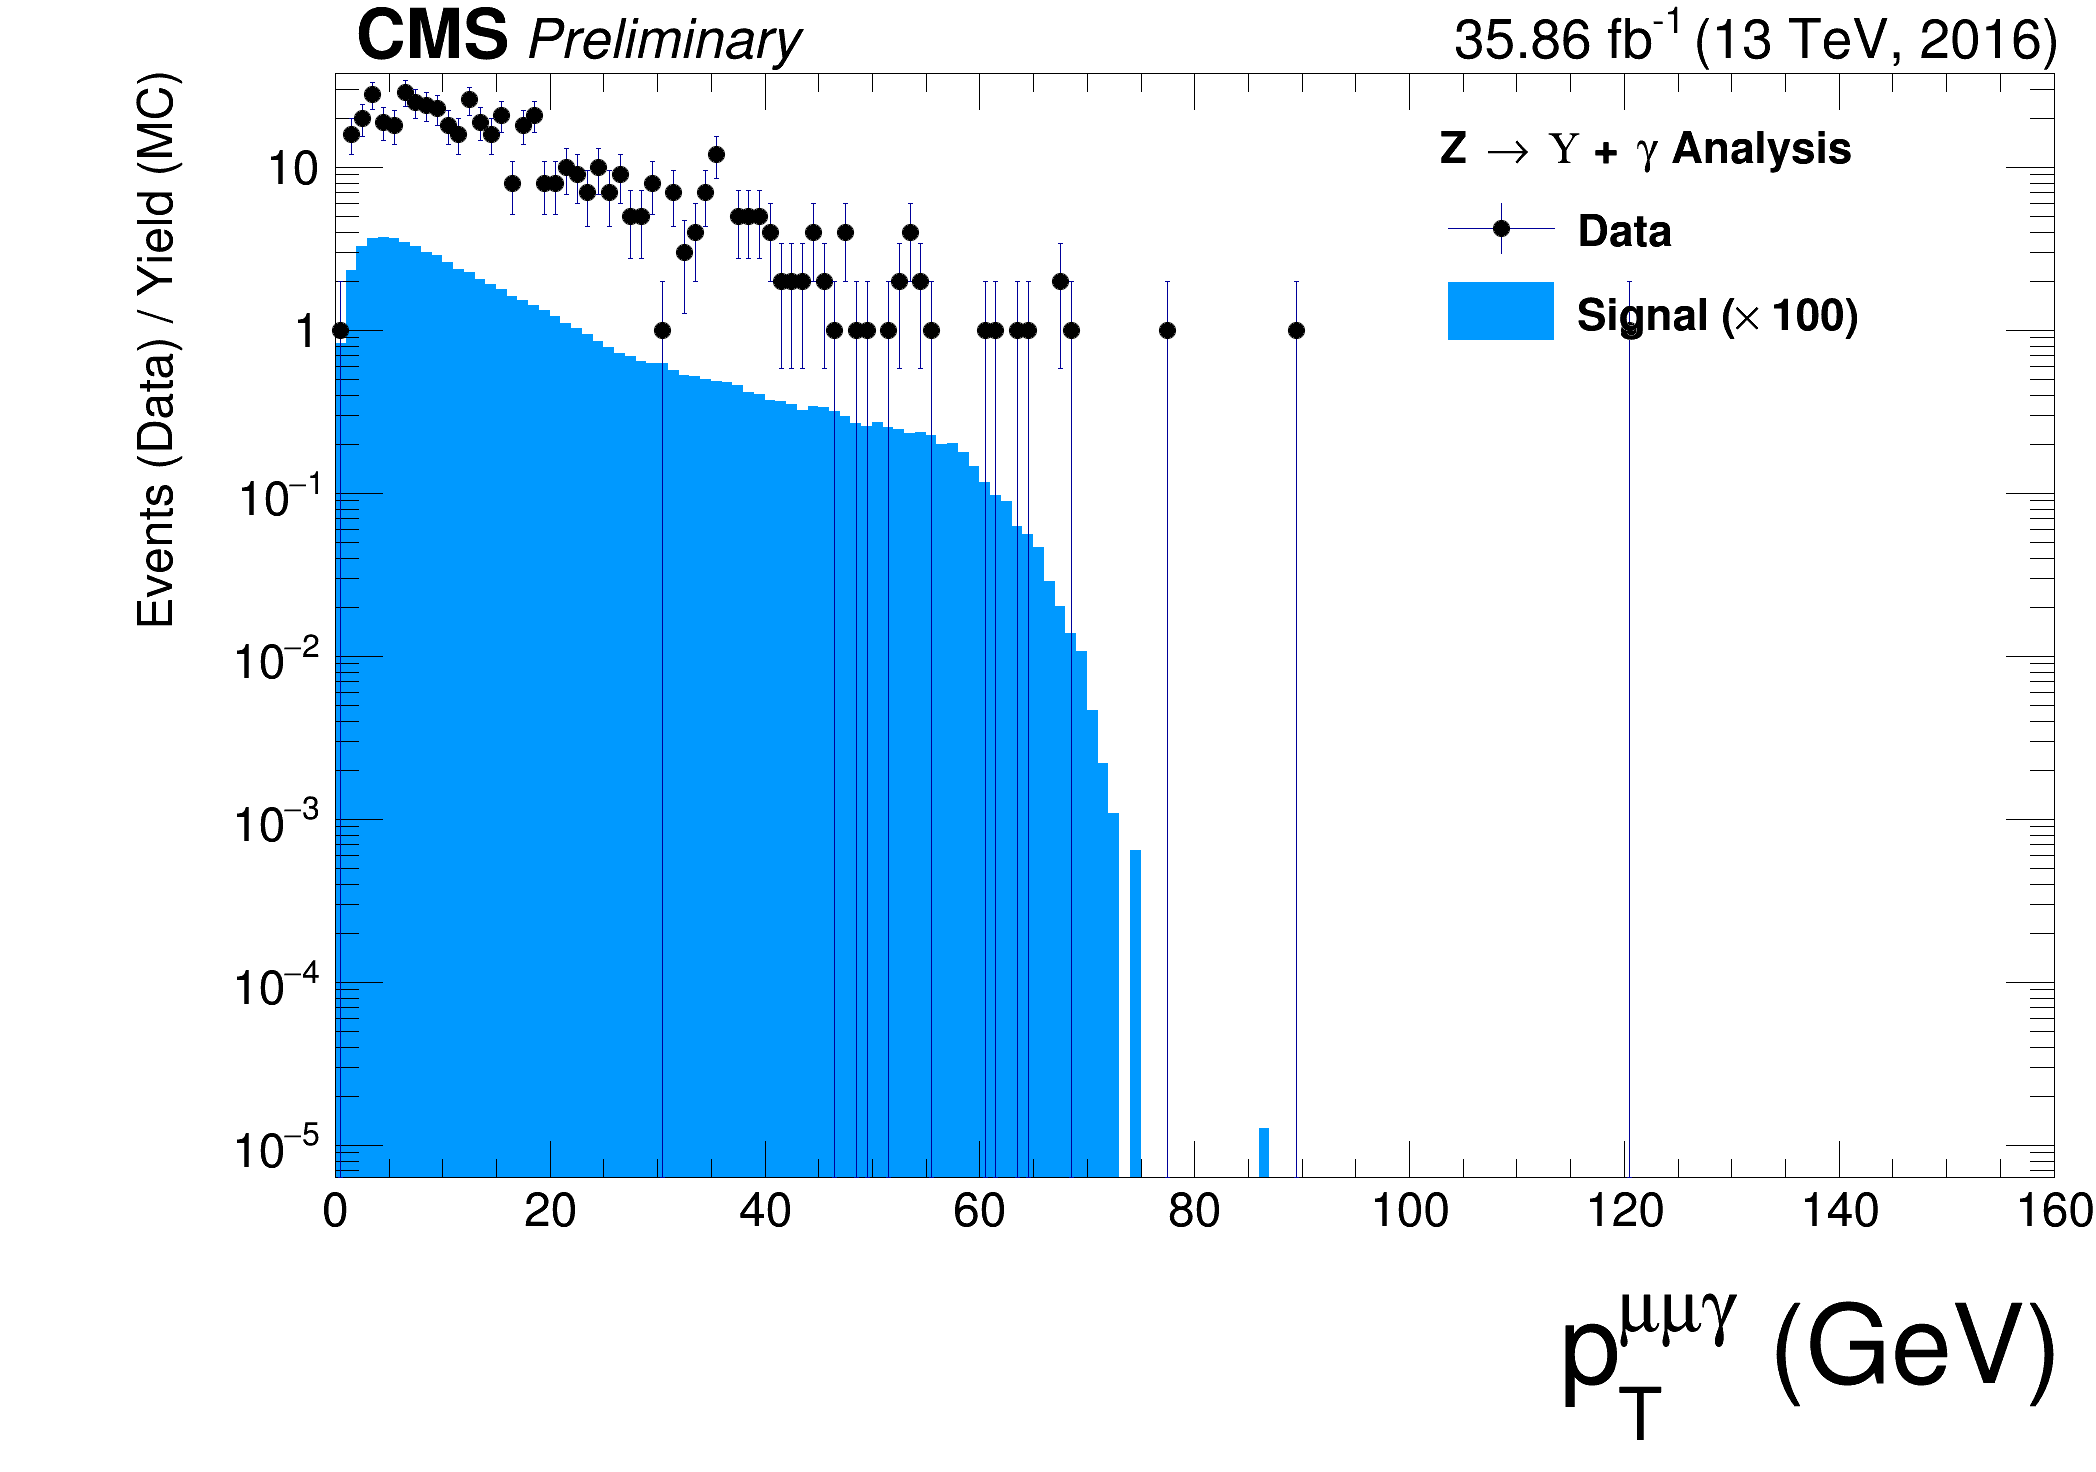 CMS Preliminary
35.86 fb⁻¹ (13 TeV, 2016)
Events (Data) / Yield (MC)
Z → Υ + γ Analysis
Data
Signal (× 100)
10
1
10⁻¹
10⁻²
10⁻³
10⁻⁴
10⁻⁵
0 20 40 60 80 100 120 140 160
p_T^μμγ (GeV)